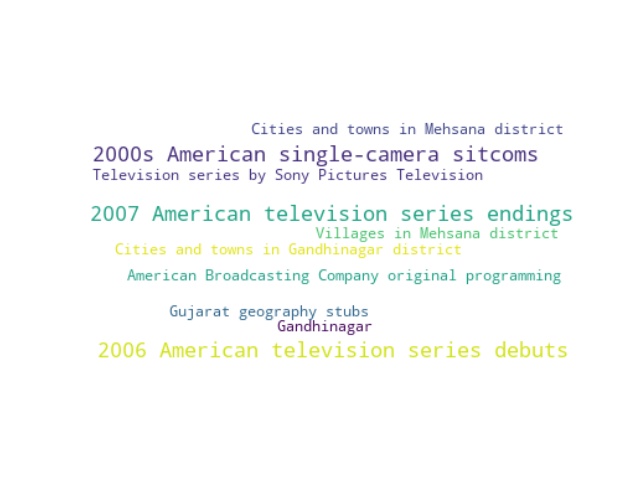 Cities and towns in Mehsana district
2000s American single-camera sitcoms
Television series by Sony Pictures Television
2007 American television series endings
Villages in Mehsana district
Cities and towns in Gandhinagar district
American Broadcasting Company original programming
Gujarat geography stubs
Gandhinagar
2006 American television series debuts